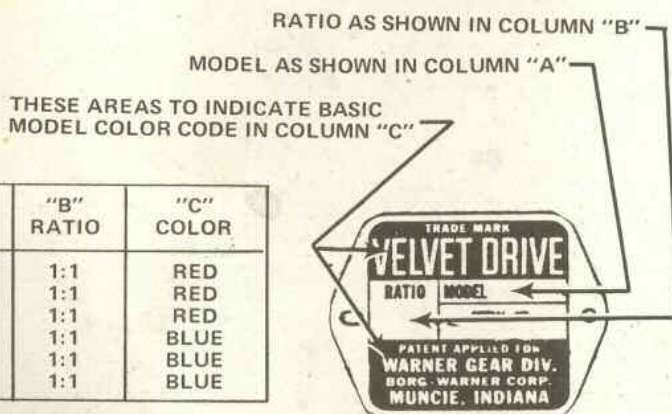 RATIO AS SHOWN IN COLUMN "B"
MODEL AS SHOWN IN COLUMN "A"
THESE AREAS TO INDICATE BASIC
MODEL COLOR CODE IN COLUMN "C"
"B" "C"
RATIO COLOR
1:1 RED
1:1 RED
1:1 RED
1:1 BLUE
1:1 BLUE
1:1 BLUE
TRADE MARK
VELVET DRIVE
RATIO MODEL
PATENT APPLIED FOR
WARNER GEAR DIV.
BORG-WARNER CORP.
MUNCIE, INDIANA